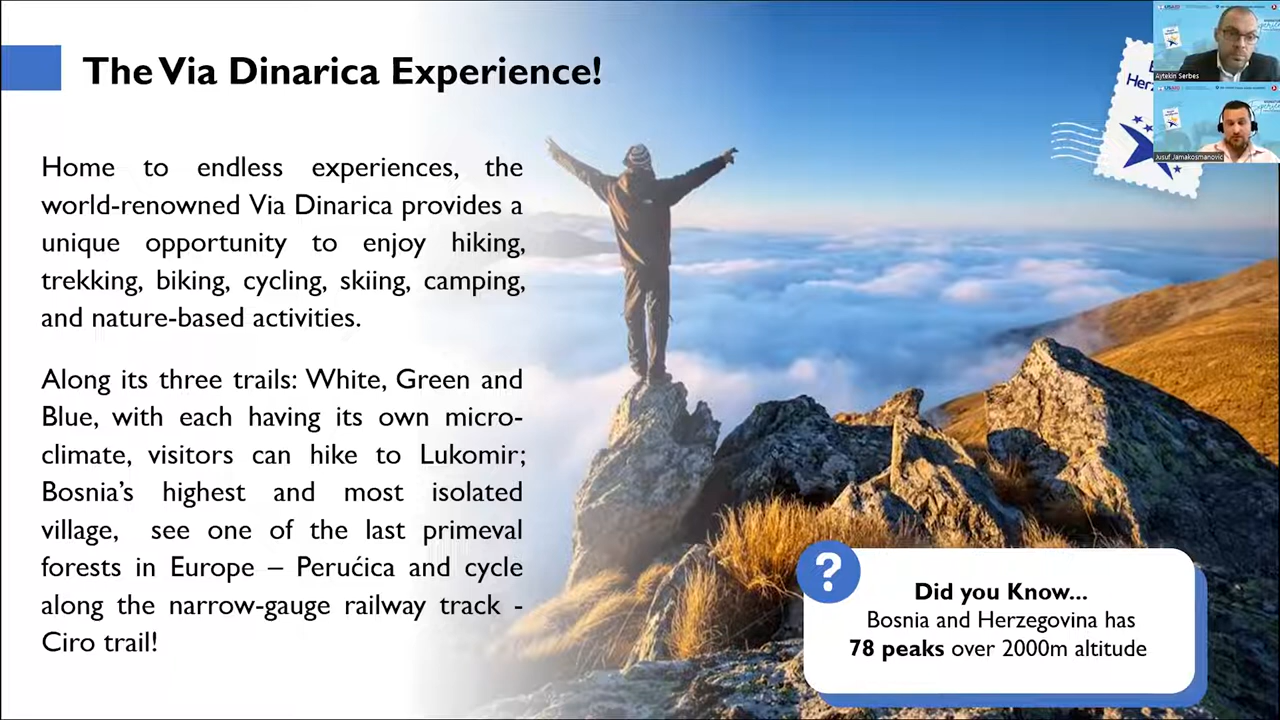 The Via Dinarica Experience!
Home to endless experiences, the
world-renowned Via Dinarica provides a
unique opportunity to enjoy hiking,
trekking, biking, cycling, skiing, camping,
and nature-based activities.
Along its three trails: White, Green and
Blue, with each having its own micro-
climate, visitors can hike to Lukomir;
Bosnia's highest and most isolated
village, see one of the last primeval
forests in Europe – Perućica and cycle
along the narrow-gauge railway track -
Ciro trail!
?
Did you Know...
Bosnia and Herzegovina has
78 peaks over 2000m altitude
Aytekin Serbes
Jusuf Jamakosmanovic
USAID
USAID